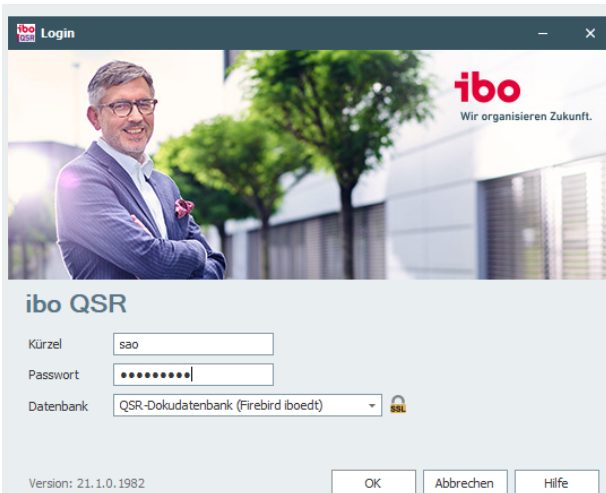 ibo QSR Login
ibo
Wir organisieren Zukunft.
ibo QSR
Kürzel sao
Passwort ●●●●●●●●●
Datenbank QSR-Dokudatenbank (Firebird iboedt) SSL
Version: 21.1.0.1982 OK Abbrechen Hilfe